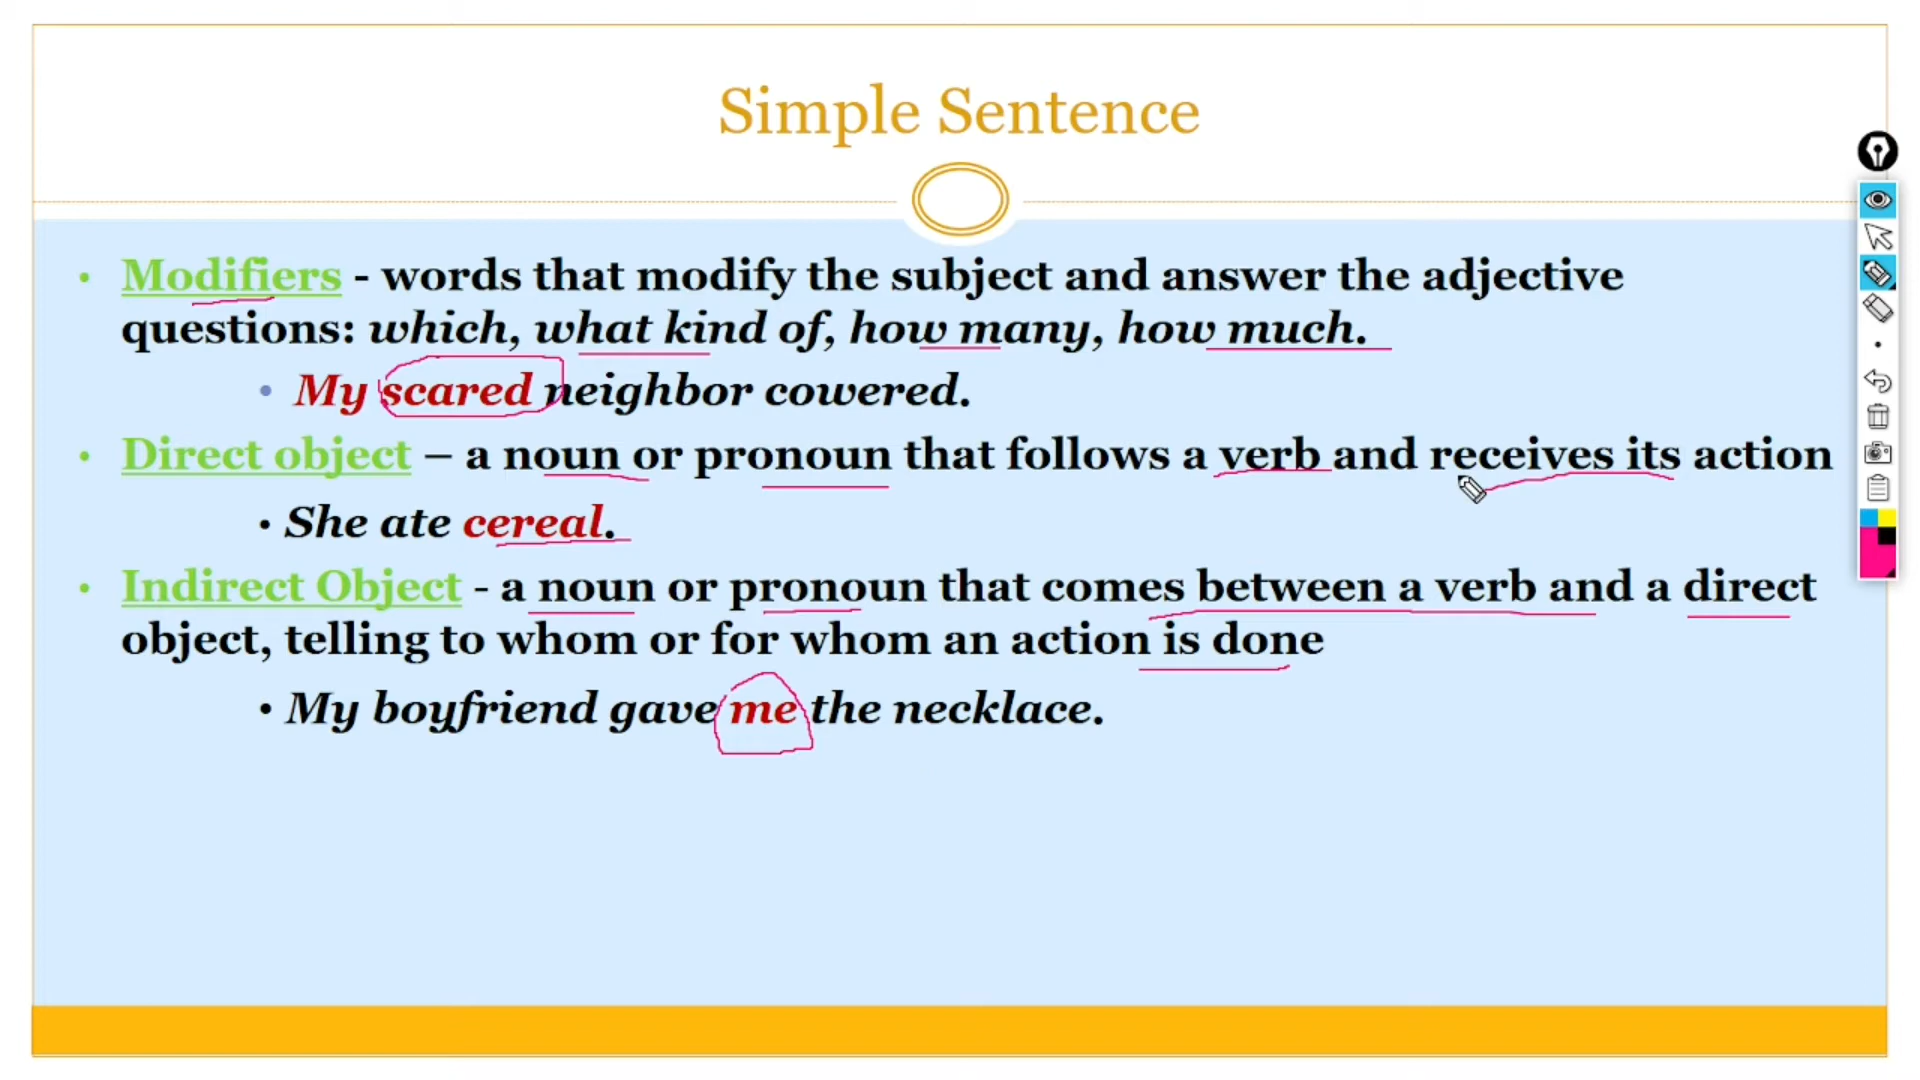 Simple Sentence
• Modifiers - words that modify the subject and answer the adjective
questions: which, what kind of, how many, how much.
• My scared neighbor cowered.
• Direct object – a noun or pronoun that follows a verb and receives its action
• She ate cereal.
• Indirect Object - a noun or pronoun that comes between a verb and a direct
object, telling to whom or for whom an action is done
• My boyfriend gave me the necklace.